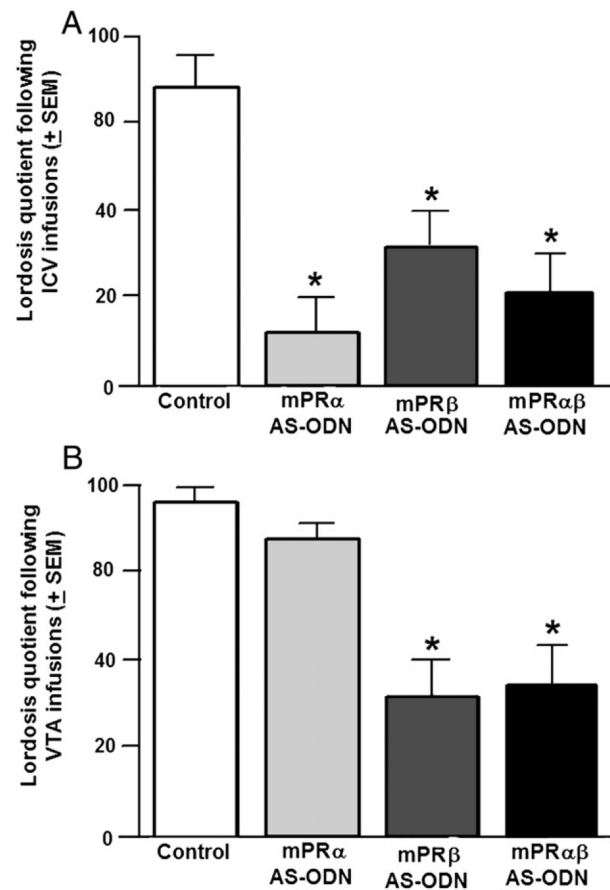 A
Lordosis quotient following
ICV infusions (± SEM)
100
80
40
20
0
*
*
*
Control
mPRα
AS-ODN
mPRβ
AS-ODN
mPRαβ
AS-ODN
B
Lordosis quotient following
VTA infusions (± SEM)
100
80
40
20
0
*
*
Control
mPRα
AS-ODN
mPRβ
AS-ODN
mPRαβ
AS-ODN